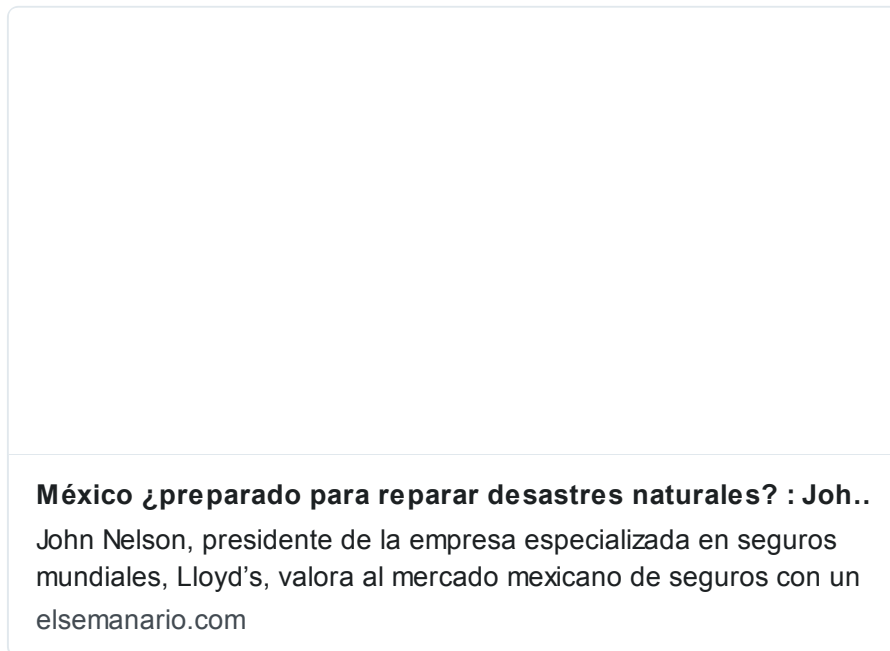 México ¿preparado para reparar desastres naturales? : Joh..
John Nelson, presidente de la empresa especializada en seguros
mundiales, Lloyd’s, valora al mercado mexicano de seguros con un
elsemanario.com